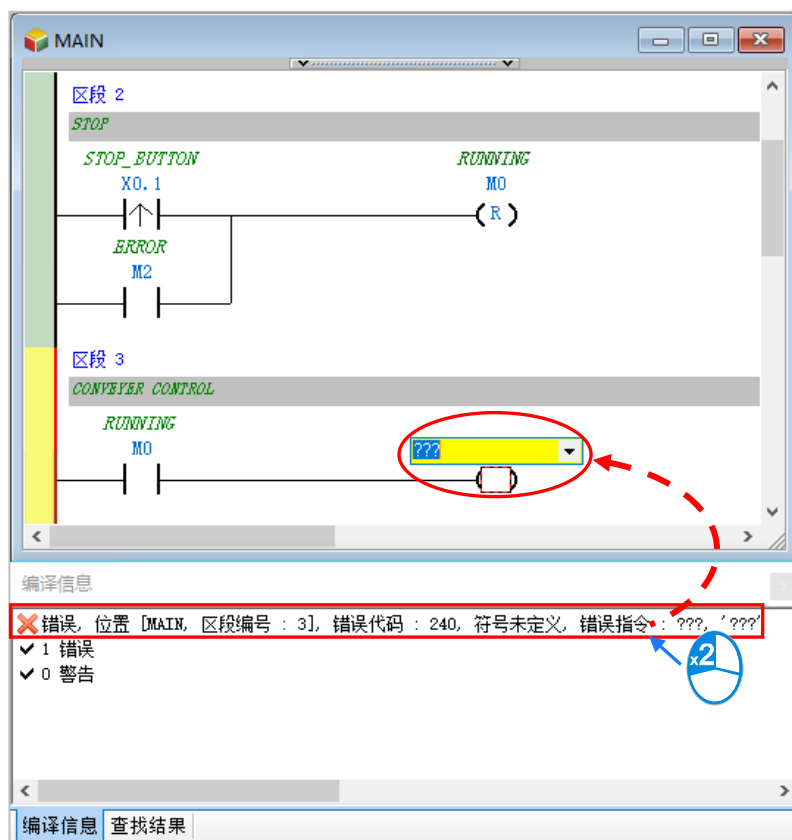 MAIN
区段 2
STOP
STOP_BUTTON RUNNING
X0.1 M0
R
ERROR
M2
区段 3
CONVEYER CONTROL
RUNNING
M0 ???
编译信息
错误, 位置 [MAIN, 区段编号 : 3], 错误代码 : 240, 符号未定义, 错误指令 : ???, '???'
1 错误
x2
0 警告
编译信息 查找结果